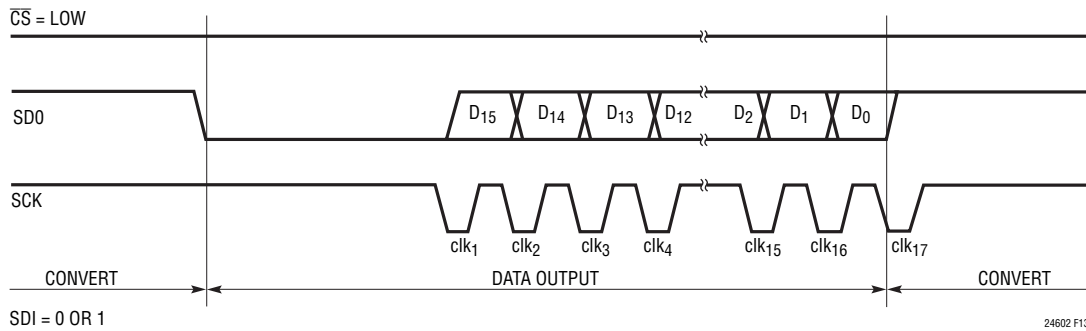 CS = LOW
SD0
D15 D14 D13 D12 D2 D1 D0
SCK
clk1 clk2 clk3 clk4 clk15 clk16 clk17
CONVERT DATA OUTPUT CONVERT
SDI = 0 OR 1
24602 F13